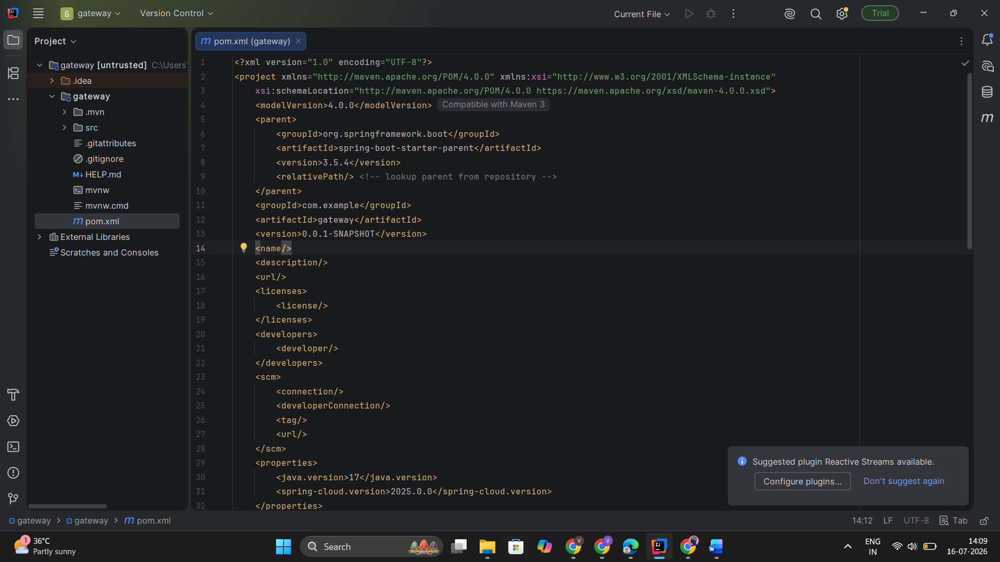 G gateway Version Control Current File Trial
Project
pom.xml (gateway)
gateway [untrusted] C:\Users
.idea
gateway
.mvn
src
.gitattributes
.gitignore
M↓ HELP.md
mvnw
mvnw.cmd
m pom.xml
External Libraries
Scratches and Consoles
1 <?xml version="1.0" encoding="UTF-8"?>
2 <project xmlns="http://maven.apache.org/POM/4.0.0" xmlns:xsi="http://www.w3.org/2001/XMLSchema-instance"
3 xsi:schemaLocation="http://maven.apache.org/POM/4.0.0 https://maven.apache.org/xsd/maven-4.0.0.xsd">
4 <modelVersion>4.0.0</modelVersion> Compatible with Maven 3
5 <parent>
6 <groupId>org.springframework.boot</groupId>
7 <artifactId>spring-boot-starter-parent</artifactId>
8 <version>3.5.4</version>
9 <relativePath/> <!-- lookup parent from repository -->
10 </parent>
11 <groupId>com.example</groupId>
12 <artifactId>gateway</artifactId>
13 <version>0.0.1-SNAPSHOT</version>
14 <name/>
15 <description/>
16 <url/>
17 <licenses>
18 <license/>
19 </licenses>
20 <developers>
21 <developer/>
22 </developers>
23 <scm>
24 <connection/>
25 <developerConnection/>
26 <tag/>
27 <url/>
28 </scm>
29 <properties>
30 <java.version>17</java.version>
31 <spring-cloud.version>2025.0.0</spring-cloud.version>
32 </properties>
Suggested plugin Reactive Streams available.
Configure plugins... Don't suggest again
gateway > gateway > m pom.xml 14:12 LF UTF-8 Tab
1 36°C
Partly sunny
Search
ENG
IN
14:09
16-07-2026